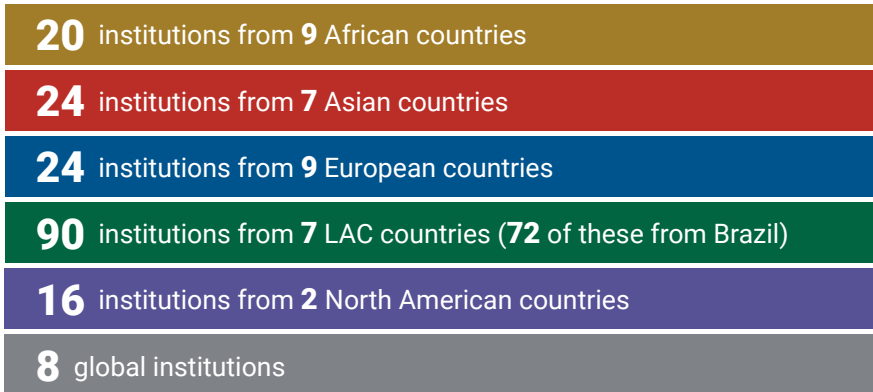 20 institutions from 9 African countries
24 institutions from 7 Asian countries
24 institutions from 9 European countries
90 institutions from 7 LAC countries (72 of these from Brazil)
16 institutions from 2 North American countries
8 global institutions